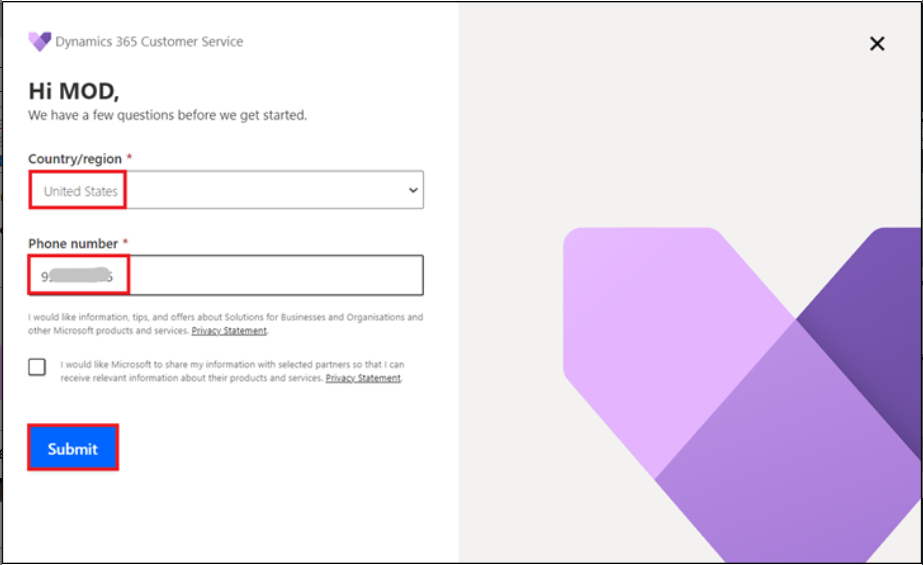 Dynamics 365 Customer Service
Hi MOD,
We have a few questions before we get started.
Country/region *
United States
Phone number *
I would like information, tips, and offers about Solutions for Businesses and Organisations and
other Microsoft products and services. Privacy Statement.
I would like Microsoft to share my information with selected partners so that I can
receive relevant information about their products and services. Privacy Statement.
Submit